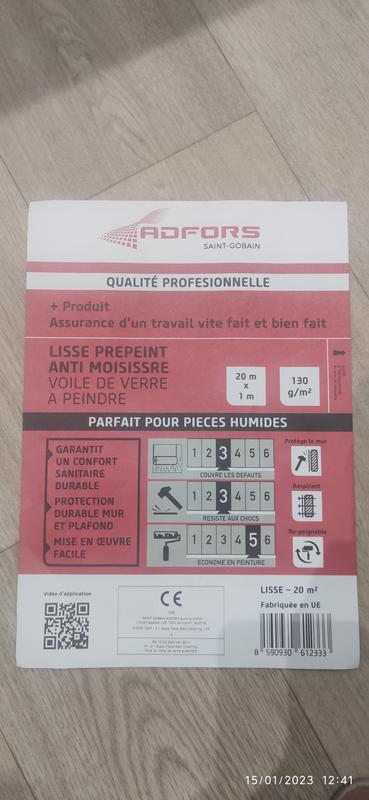 ADFORS
SAINT-GOBAIN
QUALITÉ PROFESIONNELLE
+ Produit
Assurance d'un travail vite fait et bien fait
LISSE PREPEINT
ANTI MOISISSRE
VOILE DE VERRE
A PEINDRE
20 m
x
1 m
130
g/m²
PARFAIT POUR PIECES HUMIDES
GARANTIT
UN CONFORT
SANITAIRE
DURABLE
PROTECTION
DURABLE MUR
ET PLAFOND
MISE EN ŒUVRE
FACILE
1 2 3 4 5 6
COUVRE LES DEFAUTS
1 2 3 4 5 6
RESISTE AUX CHOCS
1 2 3 4 5 6
ECONOME EN PEINTURE
Protège le mur
Respirant
Re-peignable
Vidéo d'application
CE
LISSE – 20 m²
Fabriquée en UE
8 590930 612333
15/01/2023 12:41